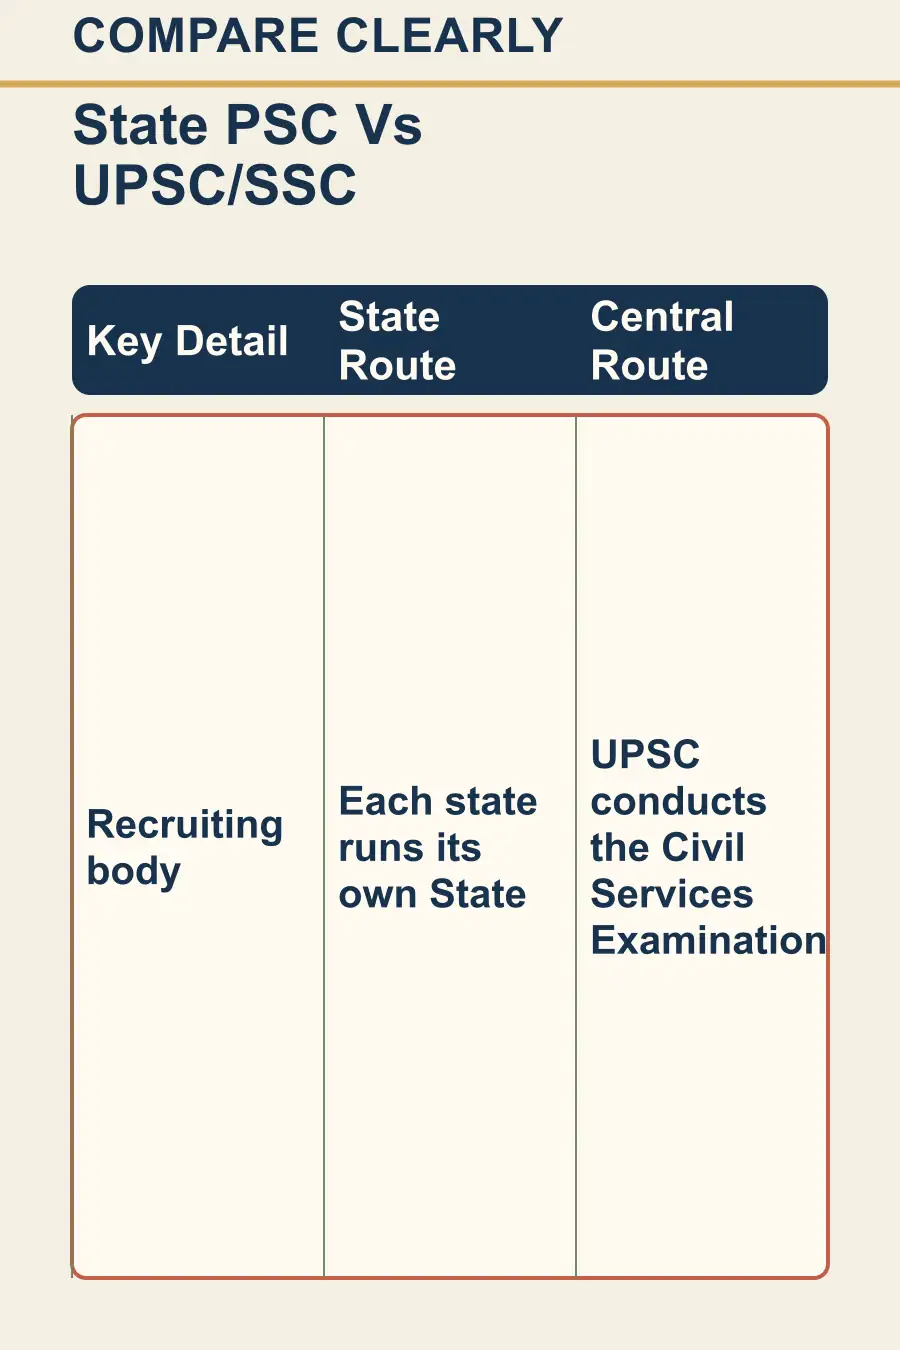 COMPARE CLEARLY
State PSC Vs
UPSC/SSC
Key Detail
State
Route
Central
Route
Recruiting
body
Each state
runs its
own State
UPSC
conducts
the Civil
Services
Examination